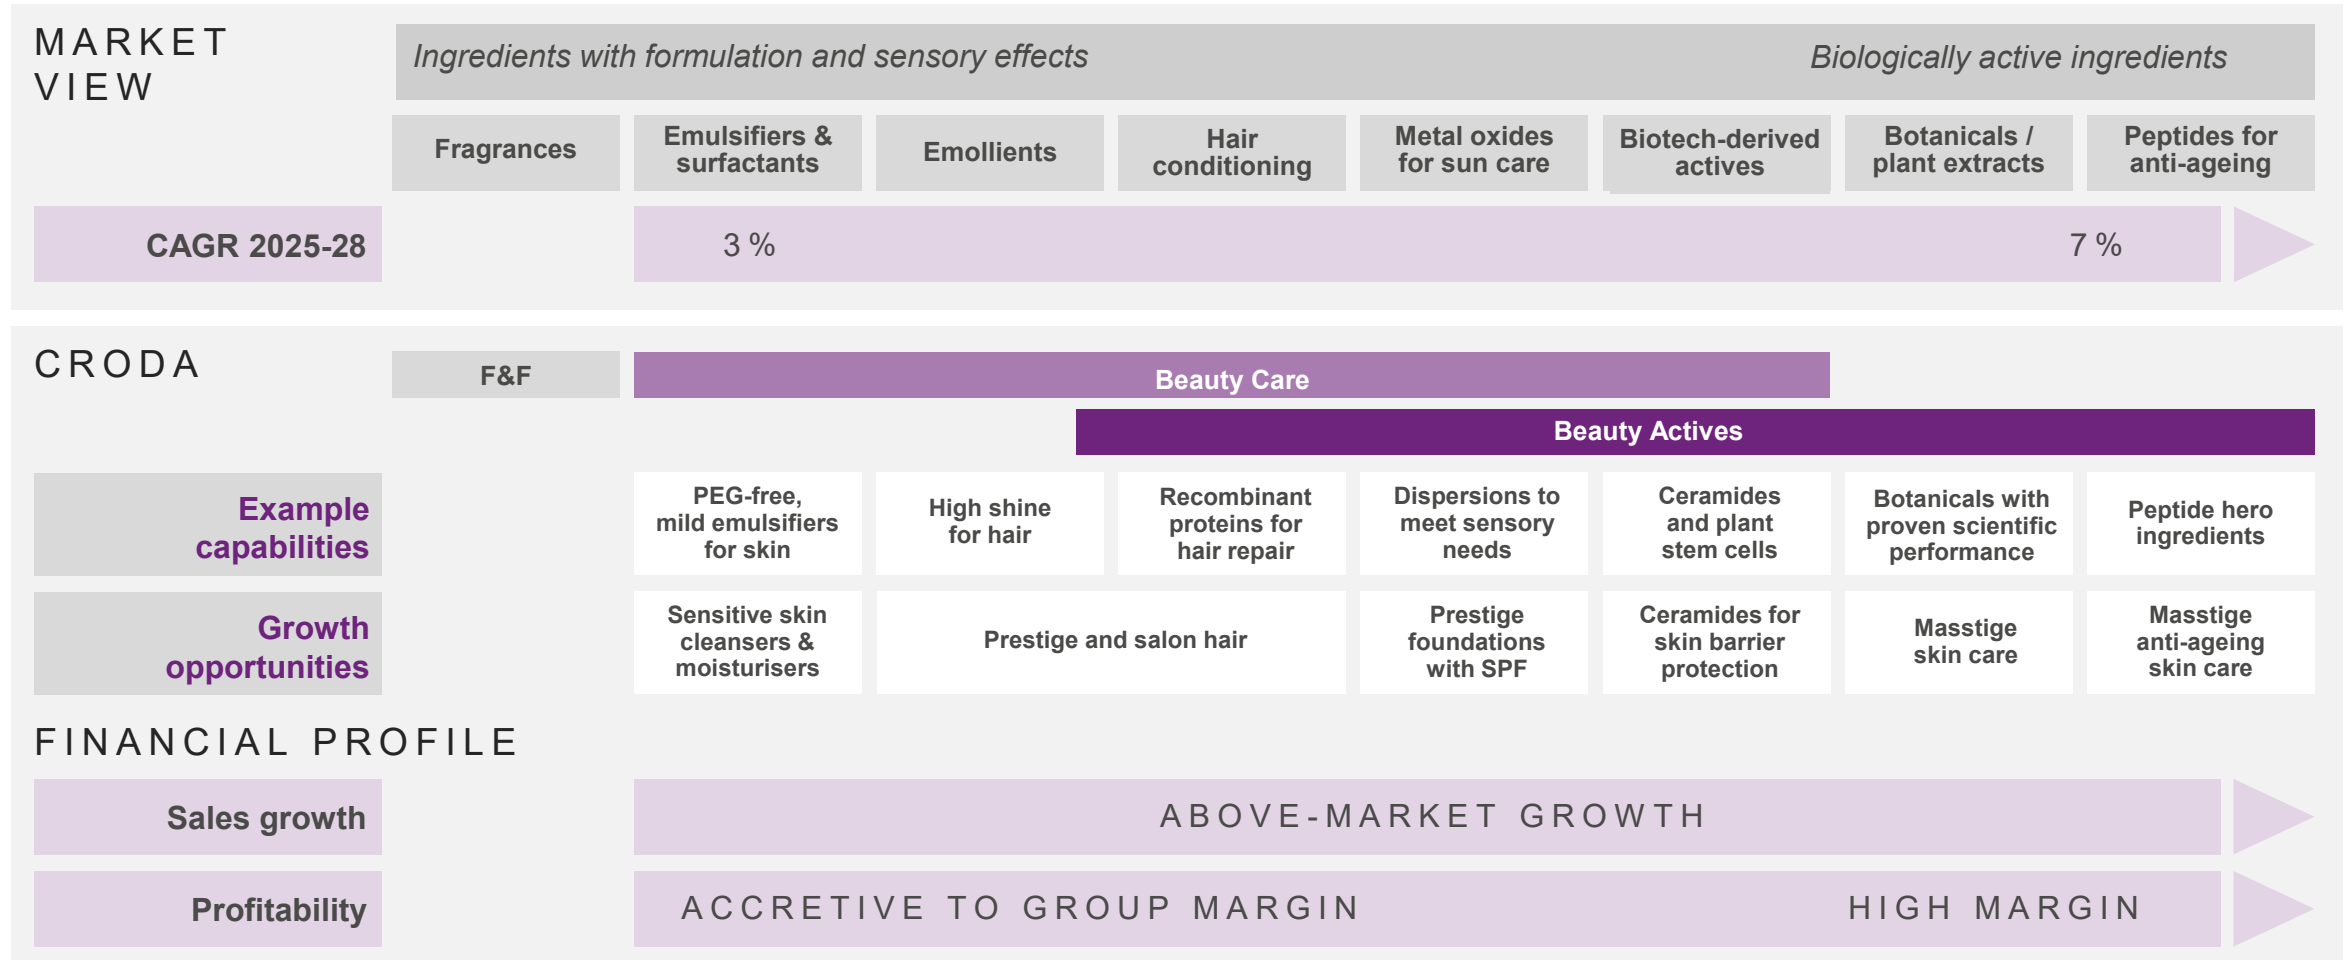 MARKET
VIEW
Ingredients with formulation and sensory effects
Biologically active ingredients
Fragrances
Emulsifiers &
surfactants
Emollients
Hair
conditioning
Metal oxides
for sun care
Biotech-derived
actives
Botanicals /
plant extracts
Peptides for
anti-ageing
CAGR 2025-28
3 %
7 %
CRODA
F&F
Beauty Care
Beauty Actives
Example
capabilities
PEG-free,
mild emulsifiers
for skin
High shine
for hair
Recombinant
proteins for
hair repair
Dispersions to
meet sensory
needs
Ceramides
and plant
stem cells
Botanicals with
proven scientific
performance
Peptide hero
ingredients
Growth
opportunities
Sensitive skin
cleansers &
moisturisers
Prestige and salon hair
Prestige
foundations
with SPF
Ceramides for
skin barrier
protection
Masstige
skin care
Masstige
anti-ageing
skin care
FINANCIAL PROFILE
Sales growth
ABOVE-MARKET GROWTH
Profitability
ACCRETIVE TO GROUP MARGIN
HIGH MARGIN